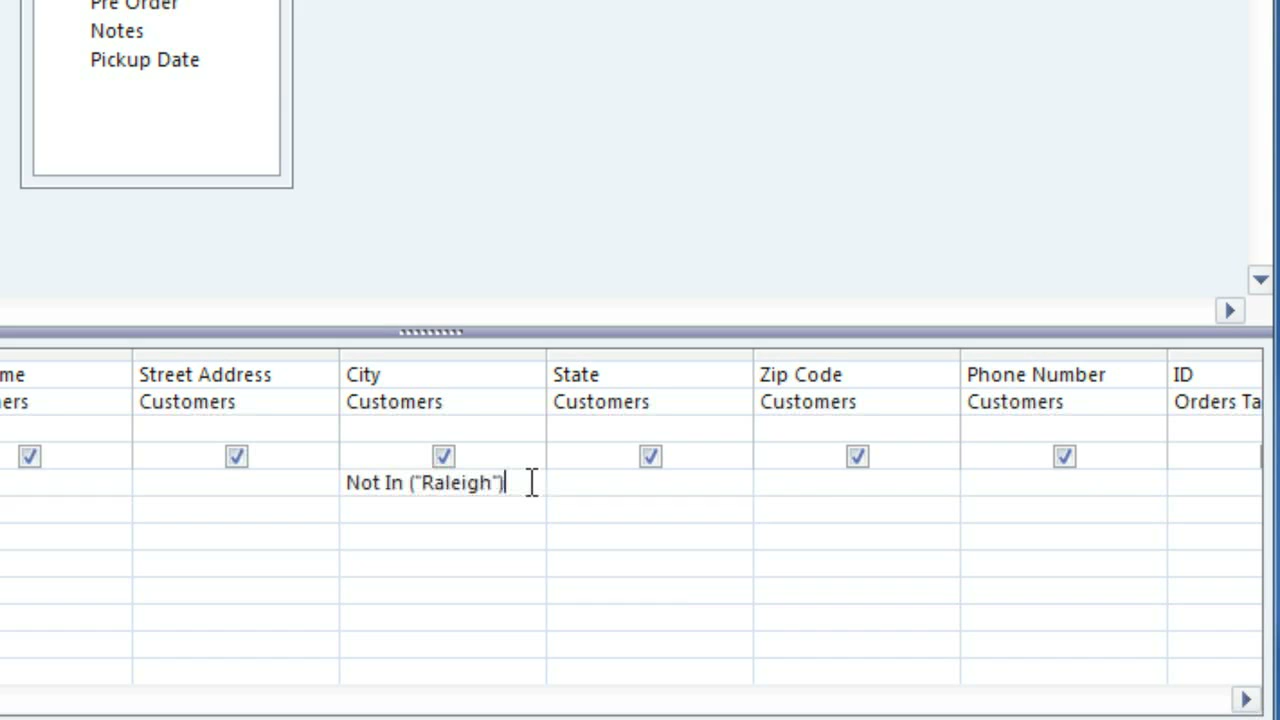 Pre Order
Notes
Pickup Date
me Street Address City State Zip Code Phone Number ID
ers Customers Customers Customers Customers Customers Orders Ta
Not In ("Raleigh")